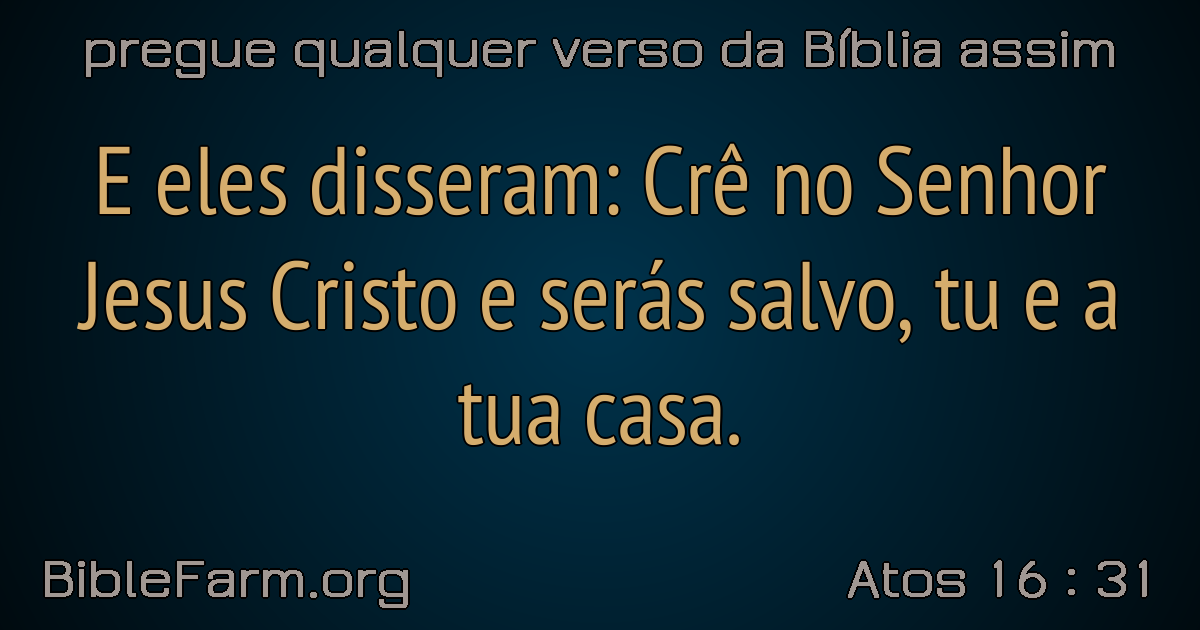 pregue qualquer verso da Bíblia assim
E eles disseram: Crê no Senhor
Jesus Cristo e serás salvo, tu e a
tua casa.
BibleFarm.org
Atos 16 : 31